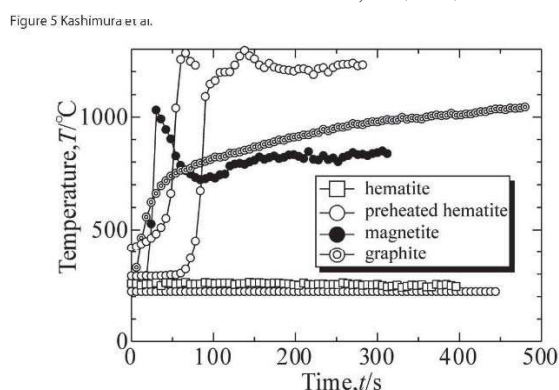 Figure 5 Kashimura et al.
Temperature, T/°C
1000
500
0
hematite
preheated hematite
magnetite
graphite
0
100
200
300
400
500
Time, t/s